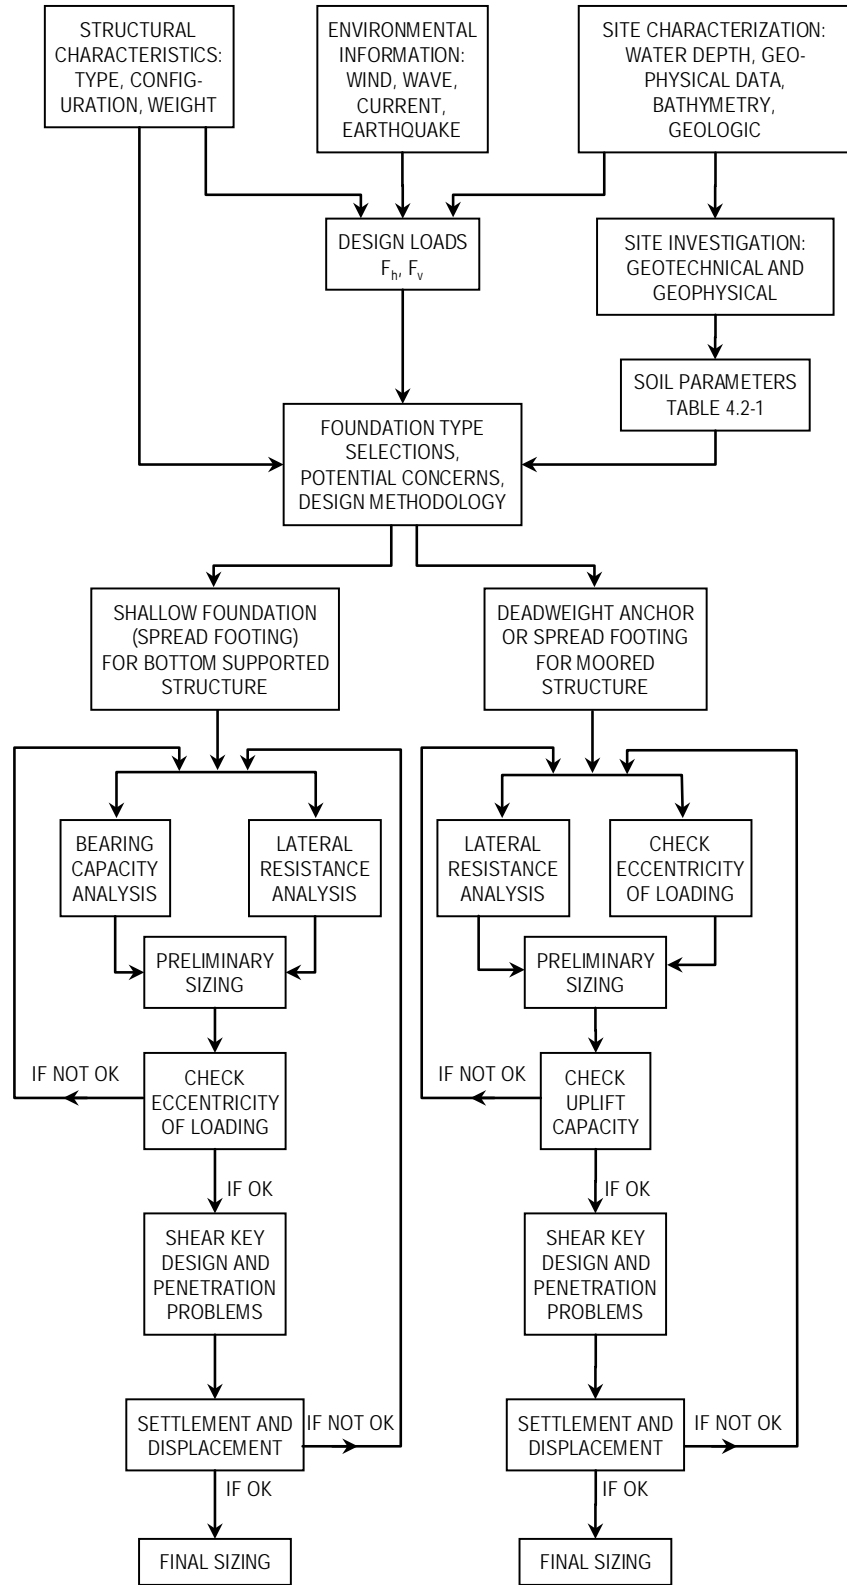 STRUCTURAL
CHARACTERISTICS:
TYPE, CONFIG-
URATION, WEIGHT
ENVIRONMENTAL
INFORMATION:
WIND, WAVE,
CURRENT,
EARTHQUAKE
SITE CHARACTERIZATION:
WATER DEPTH, GEO-
PHYSICAL DATA,
BATHYMETRY,
GEOLOGIC
DESIGN LOADS
Fh, Fv
SITE INVESTIGATION:
GEOTECHNICAL AND
GEOPHYSICAL
SOIL PARAMETERS
TABLE 4.2-1
FOUNDATION TYPE
SELECTIONS,
POTENTIAL CONCERNS,
DESIGN METHODOLOGY
SHALLOW FOUNDATION
(SPREAD FOOTING)
FOR BOTTOM SUPPORTED
STRUCTURE
DEADWEIGHT ANCHOR
OR SPREAD FOOTING
FOR MOORED
STRUCTURE
BEARING
CAPACITY
ANALYSIS
LATERAL
RESISTANCE
ANALYSIS
LATERAL
RESISTANCE
ANALYSIS
CHECK
ECCENTRICITY
OF LOADING
PRELIMINARY
SIZING
PRELIMINARY
SIZING
IF NOT OK
CHECK
ECCENTRICITY
OF LOADING
IF NOT OK
CHECK
UPLIFT
CAPACITY
IF OK
IF OK
SHEAR KEY
DESIGN AND
PENETRATION
PROBLEMS
SHEAR KEY
DESIGN AND
PENETRATION
PROBLEMS
SETTLEMENT AND
DISPLACEMENT
IF NOT OK
SETTLEMENT AND
DISPLACEMENT
IF NOT OK
IF OK
IF OK
FINAL SIZING
FINAL SIZING